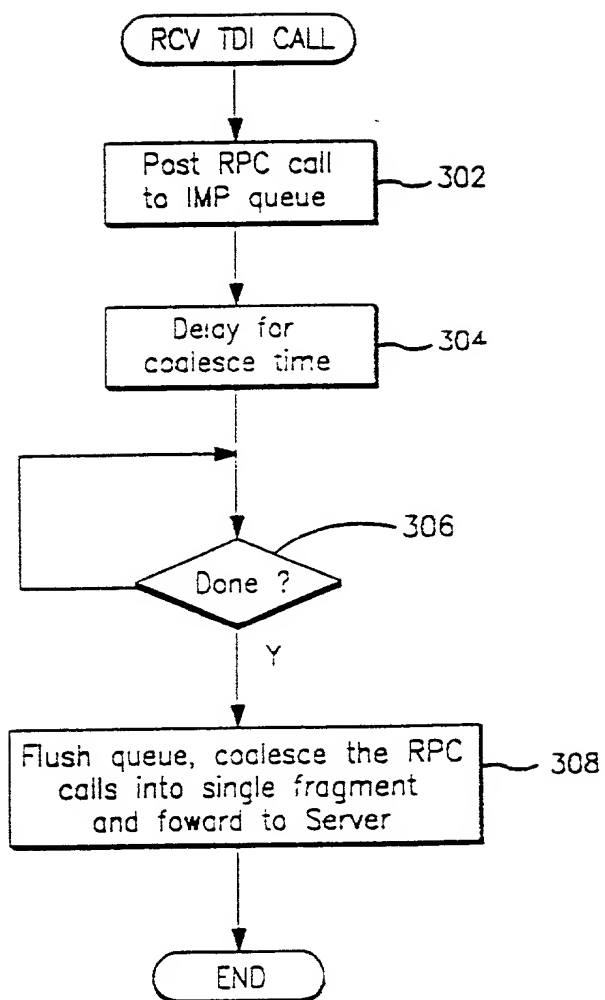 RCV TDI CALL
Post RPC call
to IMP queue
302
Delay for
coalesce time
304
306
Done ?
Y
Flush queue, coalesce the RPC
calls into single fragment
and foward to Server
308
END